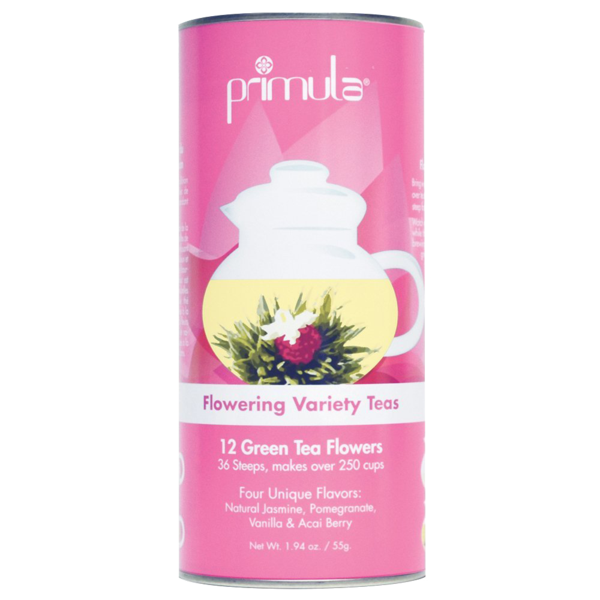 primula®
Flowering Variety Teas
12 Green Tea Flowers
36 Steeps, makes over 250 cups
Four Unique Flavors:
Natural Jasmine, Pomegranate,
Vanilla & Acai Berry
Net Wt. 1.94 oz. / 55g.